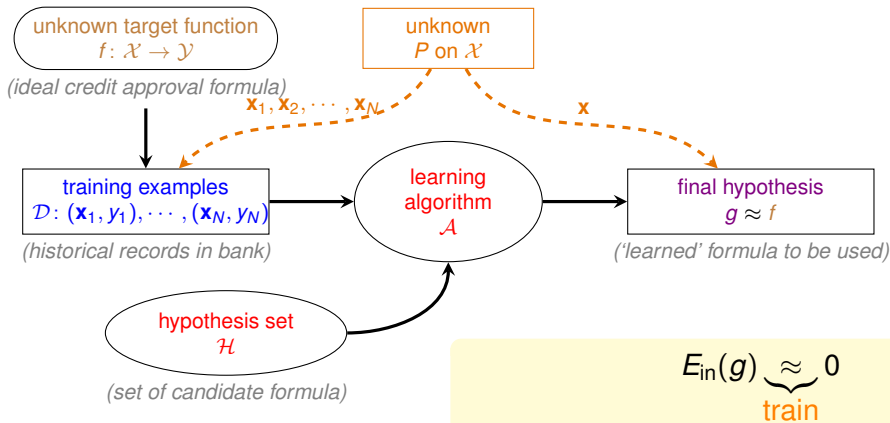 unknown target function
f : 𝒳 → 𝒴
(ideal credit approval formula)
unknown
P on 𝒳
x₁, x₂, ⋯ , x_N
x
training examples
𝒟 : (x₁, y₁), ⋯ , (x_N, y_N)
(historical records in bank)
learning
algorithm
𝒜
final hypothesis
g ≈ f
('learned' formula to be used)
hypothesis set
ℋ
(set of candidate formula)
E_in(g) ≈ 0
train